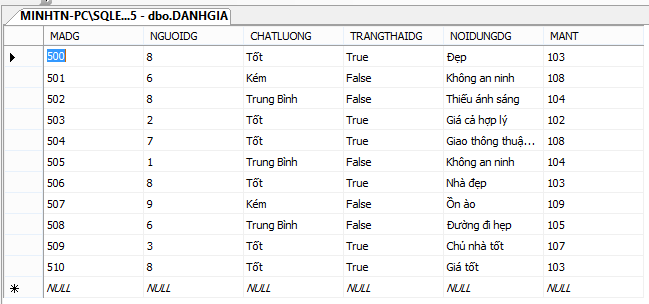 MINHTN-PC\SQLE...5 - dbo.DANHGIA
MADG NGUOIDG CHATLUONG TRANGTHAIDG NOIDUNGDG MANT
500 8 Tốt True Đẹp 103
501 6 Kém False Không an ninh 108
502 8 Trung Bình False Thiếu ánh sáng 104
503 2 Tốt True Giá cả hợp lý 102
504 7 Tốt True Giao thông thuậ... 108
505 1 Trung Bình False Không an ninh 104
506 8 Tốt True Nhà đẹp 103
507 9 Kém False Ồn ào 109
508 6 Trung Bình False Đường đi hẹp 105
509 3 Tốt True Chủ nhà tốt 107
510 8 Tốt True Giá tốt 103
NULL NULL NULL NULL NULL NULL